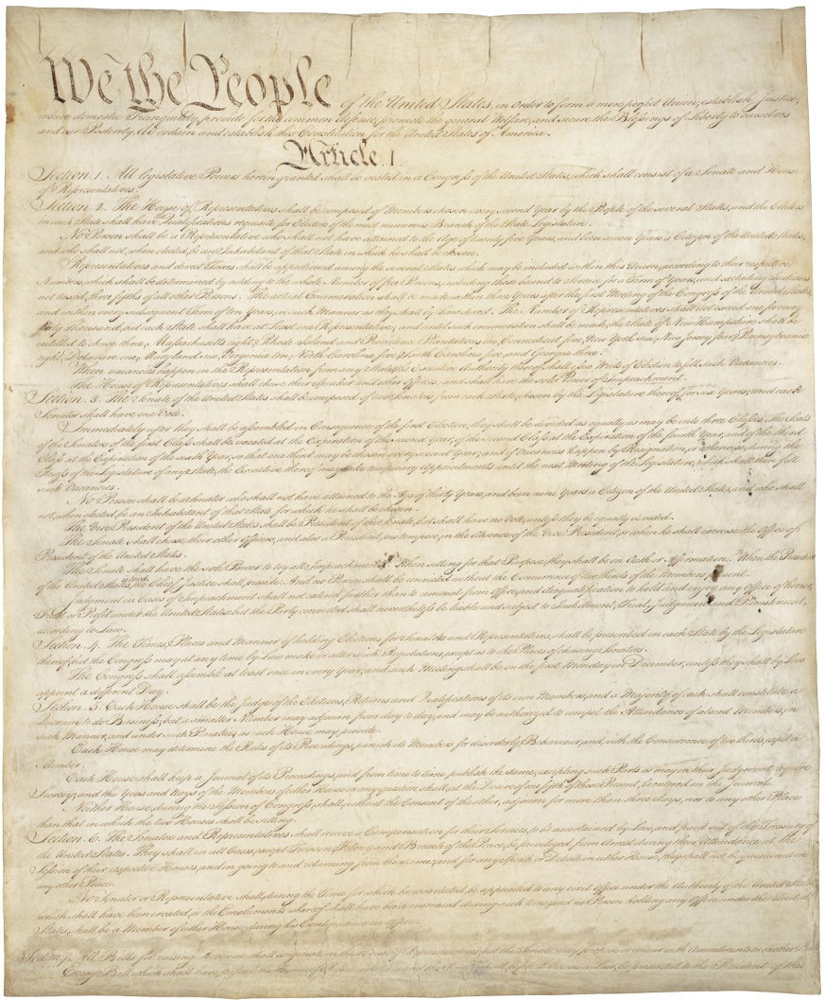 We the People of the United States, in Order to form a more perfect Union, establish Justice,
insure domestic Tranquility, provide for the common defence, promote the general Welfare, and secure the Blessings of Liberty to ourselves
and our Posterity, do ordain and establish this Constitution for the United States of America.
Article. I.
Section. 1. All legislative Powers herein granted shall be vested in a Congress of the United States, which shall consist of a Senate and House
of Representatives.
Section. 2. The House of Representatives shall be composed of Members chosen every second Year by the People of the several States, and the Electors
in each State shall have Qualifications requisite for Electors of the most numerous Branch of the State Legislature.
No Person shall be a Representative who shall not have attained to the Age of twenty five Years, and been seven Years a Citizen of the United States,
and who shall not, when elected, be an Inhabitant of that State in which he shall be chosen.
Representatives and direct Taxes shall be apportioned among the several States which may be included within this Union, according to their respective
Numbers, which shall be determined by adding to the whole Number of free Persons, including those bound to Service for a Term of Years, and excluding Indians
not taxed, three fifths of all other Persons. The actual Enumeration shall be made within three Years after the first Meeting of the Congress of the United States,
and within every subsequent Term of ten Years, in such Manner as they shall by Law direct. The Number of Representatives shall not exceed one for every
thirty Thousand, but each State shall have at Least one Representative; and until such enumeration shall be made, the State of New Hampshire shall be
entitled to chuse three, Massachusetts eight, Rhode Island and Providence Plantations one, Connecticut five, New York six, New Jersey four, Pennsylvania
eight, Delaware one, Maryland six, Virginia ten, North Carolina five, South Carolina five, and Georgia three.
When vacancies happen in the Representation from any State, the Executive Authority thereof shall issue Writs of Election to fill such Vacancies.
The House of Representatives shall chuse their Speaker and other Officers; and shall have the sole Power of Impeachment.
Section. 3. The Senate of the United States shall be composed of two Senators from each State, chosen by the Legislature thereof, for six Years; and each
Senator shall have one Vote.
Immediately after they shall be assembled in Consequence of the first Election, they shall be divided as equally as may be into three Classes. The Seats
of the Senators of the first Class shall be vacated at the Expiration of the second Year, of the second Class at the Expiration of the fourth Year, and of the third
Class at the Expiration of the sixth Year, so that one third may be chosen every second Year; and if Vacancies happen by Resignation, or otherwise, during the
Recess of the Legislature of any State, the Executive thereof may make temporary Appointments until the next Meeting of the Legislature, which shall then fill
such Vacancies.
No Person shall be a Senator who shall not have attained to the Age of thirty Years, and been nine Years a Citizen of the United States, and who shall
not, when elected, be an Inhabitant of that State for which he shall be chosen.
The Vice President of the United States shall be President of the Senate, but shall have no Vote, unless they be equally divided.
The Senate shall chuse their other Officers, and also a President pro tempore, in the Absence of the Vice President, or when he shall exercise the Office of
President of the United States.
The Senate shall have the sole Power to try all Impeachments. When sitting for that Purpose, they shall be on Oath or Affirmation. When the President
of the United States is tried, the Chief Justice shall preside: And no Person shall be convicted without the Concurrence of two thirds of the Members present.
Judgment in Cases of Impeachment shall not extend further than to removal from Office, and disqualification to hold and enjoy any Office of honor,
Trust or Profit under the United States: but the Party convicted shall nevertheless be liable and subject to Indictment, Trial, Judgment and Punishment,
according to Law.
Section. 4. The Times, Places and Manner of holding Elections for Senators and Representatives, shall be prescribed in each State by the Legislature
thereof; but the Congress may at any time by Law make or alter such Regulations, except as to the Places of chusing Senators.
The Congress shall assemble at least once in every Year, and such Meeting shall be on the first Monday in December, unless they shall by Law
appoint a different Day.
Section. 5. Each House shall be the Judge of the Elections, Returns and Qualifications of its own Members, and a Majority of each shall constitute a
Quorum to do Business; but a smaller Number may adjourn from day to day, and may be authorized to compel the Attendance of absent Members, in
such Manner, and under such Penalties as each House may provide.
Each House may determine the Rules of its Proceedings, punish its Members for disorderly Behaviour, and, with the Concurrence of two thirds, expel a
Member.
Each House shall keep a Journal of its Proceedings, and from time to time publish the same, excepting such Parts as may in their Judgment require
Secrecy; and the Yeas and Nays of the Members of either House on any question shall, at the Desire of one fifth of those Present, be entered on the Journal.
Neither House, during the Session of Congress, shall, without the Consent of the other, adjourn for more than three days, nor to any other Place
than that in which the two Houses shall be sitting.
Section. 6. The Senators and Representatives shall receive a Compensation for their Services, to be ascertained by Law, and paid out of the Treasury of
the United States. They shall in all Cases, except Treason, Felony and Breach of the Peace, be privileged from Arrest during their Attendance at the
Session of their respective Houses, and in going to and returning from the same; and for any Speech or Debate in either House, they shall not be questioned in
any other Place.
No Senator or Representative shall, during the Time for which he was elected, be appointed to any civil Office under the Authority of the United States,
which shall have been created, or the Emoluments whereof shall have been encreased during such time; and no Person holding any Office under the United
States, shall be a Member of either House during his Continuance in Office.
Section. 7. All Bills for raising Revenue shall originate in the House of Representatives; but the Senate may propose or concur with Amendments as on other Bills.
Every Bill which shall have passed the House of Representatives and the Senate, shall, before it become a Law, be presented to the President of the